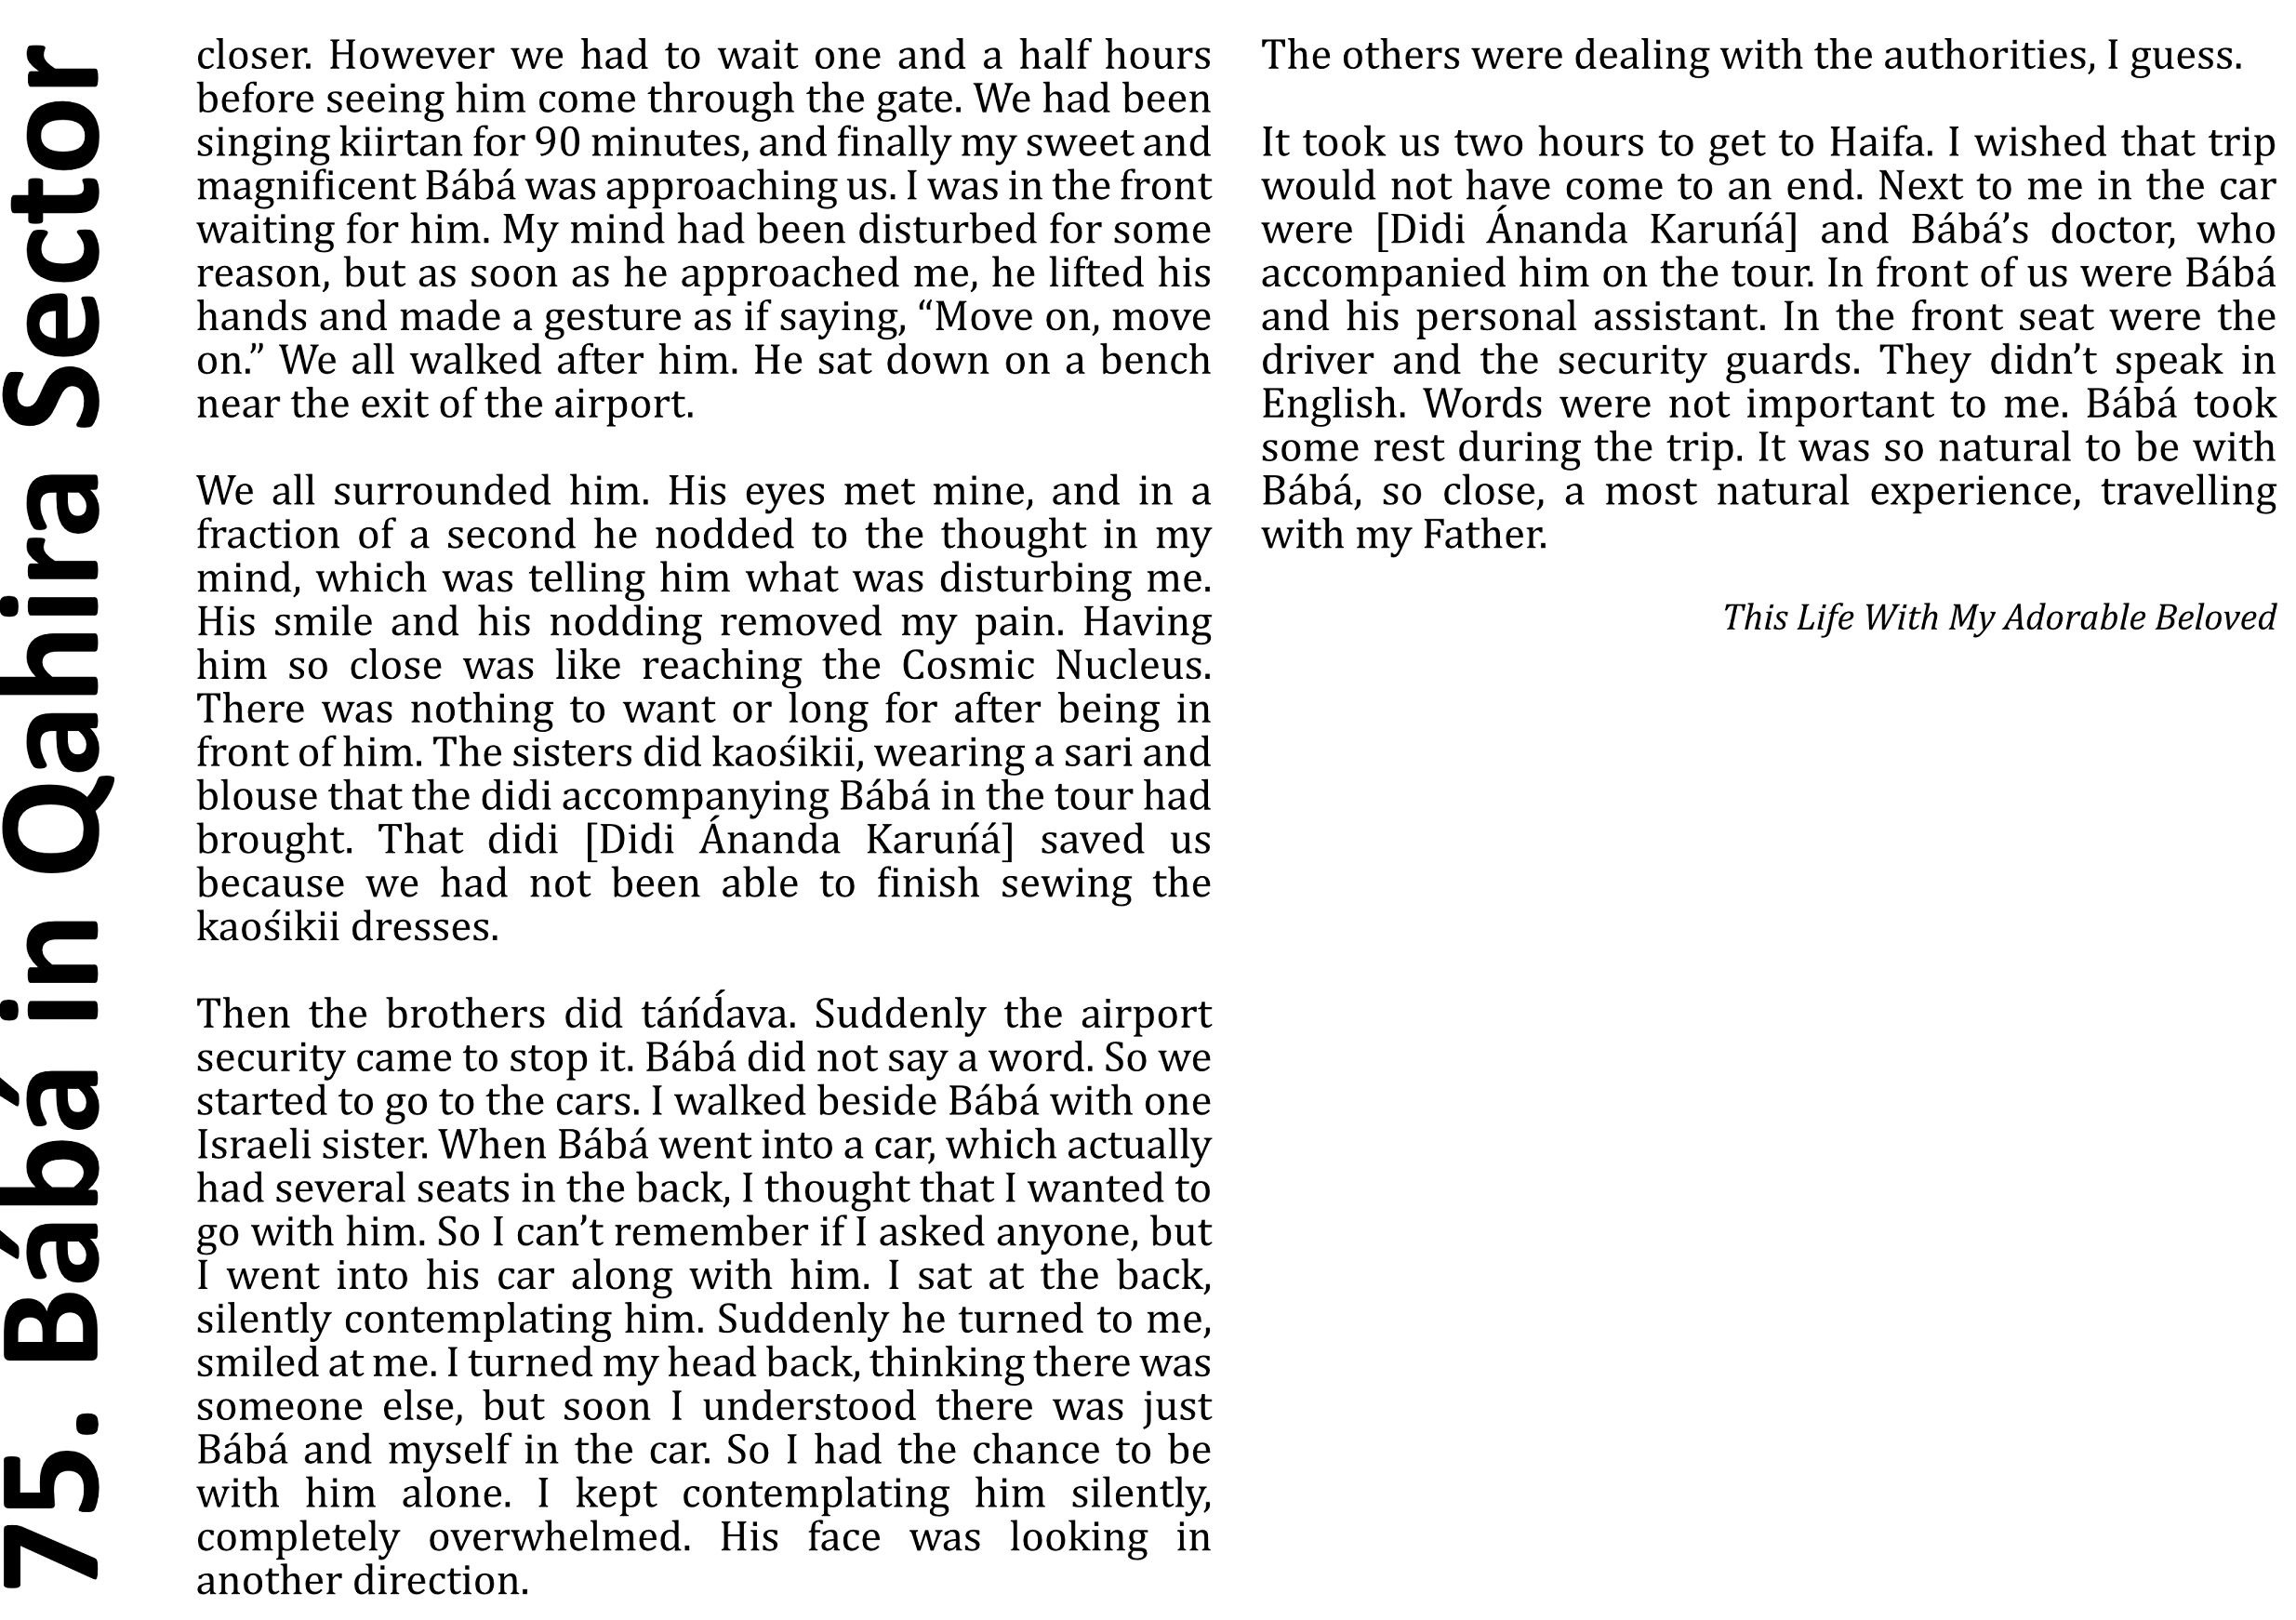 75. Bábá in Qahira Sector
closer. However we had to wait one and a half hours
before seeing him come through the gate. We had been
singing kiirtan for 90 minutes, and finally my sweet and
magnificent Bábá was approaching us. I was in the front
waiting for him. My mind had been disturbed for some
reason, but as soon as he approached me, he lifted his
hands and made a gesture as if saying, “Move on, move
on.” We all walked after him. He sat down on a bench
near the exit of the airport.
We all surrounded him. His eyes met mine, and in a
fraction of a second he nodded to the thought in my
mind, which was telling him what was disturbing me.
His smile and his nodding removed my pain. Having
him so close was like reaching the Cosmic Nucleus.
There was nothing to want or long for after being in
front of him. The sisters did kaośikii, wearing a sari and
blouse that the didi accompanying Bábá in the tour had
brought. That didi [Didi Ánanda Karuńá] saved us
because we had not been able to finish sewing the
kaośikii dresses.
Then the brothers did táńd́ava. Suddenly the airport
security came to stop it. Bábá did not say a word. So we
started to go to the cars. I walked beside Bábá with one
Israeli sister. When Bábá went into a car, which actually
had several seats in the back, I thought that I wanted to
go with him. So I can’t remember if I asked anyone, but
I went into his car along with him. I sat at the back,
silently contemplating him. Suddenly he turned to me,
smiled at me. I turned my head back, thinking there was
someone else, but soon I understood there was just
Bábá and myself in the car. So I had the chance to be
with him alone. I kept contemplating him silently,
completely overwhelmed. His face was looking in
another direction.
The others were dealing with the authorities, I guess.
It took us two hours to get to Haifa. I wished that trip
would not have come to an end. Next to me in the car
were [Didi Ánanda Karuńá] and Bábá’s doctor, who
accompanied him on the tour. In front of us were Bábá
and his personal assistant. In the front seat were the
driver and the security guards. They didn’t speak in
English. Words were not important to me. Bábá took
some rest during the trip. It was so natural to be with
Bábá, so close, a most natural experience, travelling
with my Father.
This Life With My Adorable Beloved